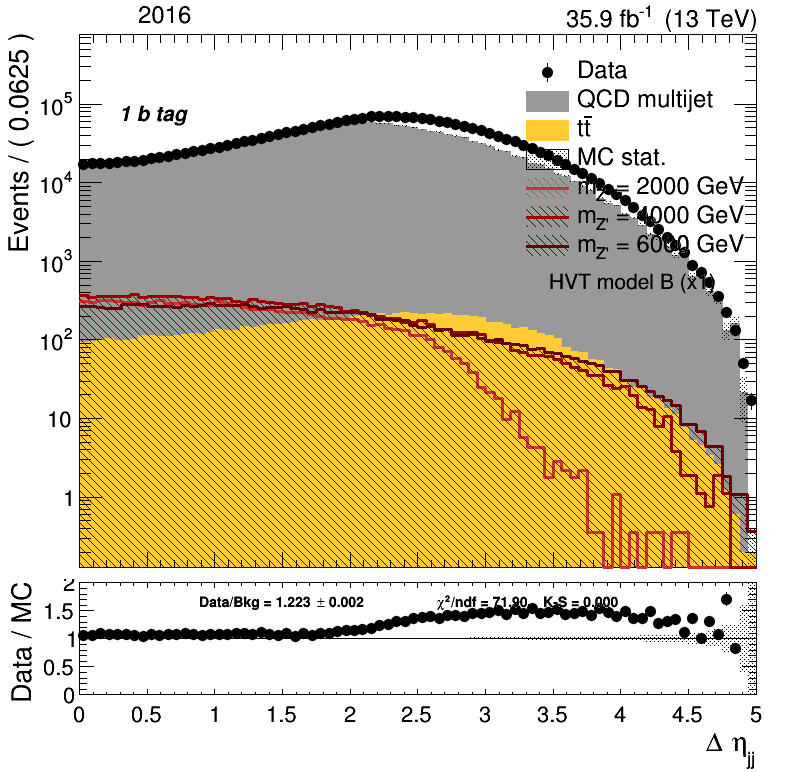 2016
35.9 fb⁻¹ (13 TeV)
Events / ( 0.0625 )
1 b tag
Data
QCD multijet
tt̄
MC stat.
m_Z' = 2000 GeV
m_Z' = 4000 GeV
m_Z' = 6000 GeV
HVT model B (x1)
10⁵
10⁴
10³
10²
10
1
Data / MC
Data/Bkg = 1.223 ± 0.002
χ²/ndf = 71.90
K-S = 0.000
2
1.5
1
0.5
0
0 0.5 1 1.5 2 2.5 3 3.5 4 4.5 5
Δ η_jj